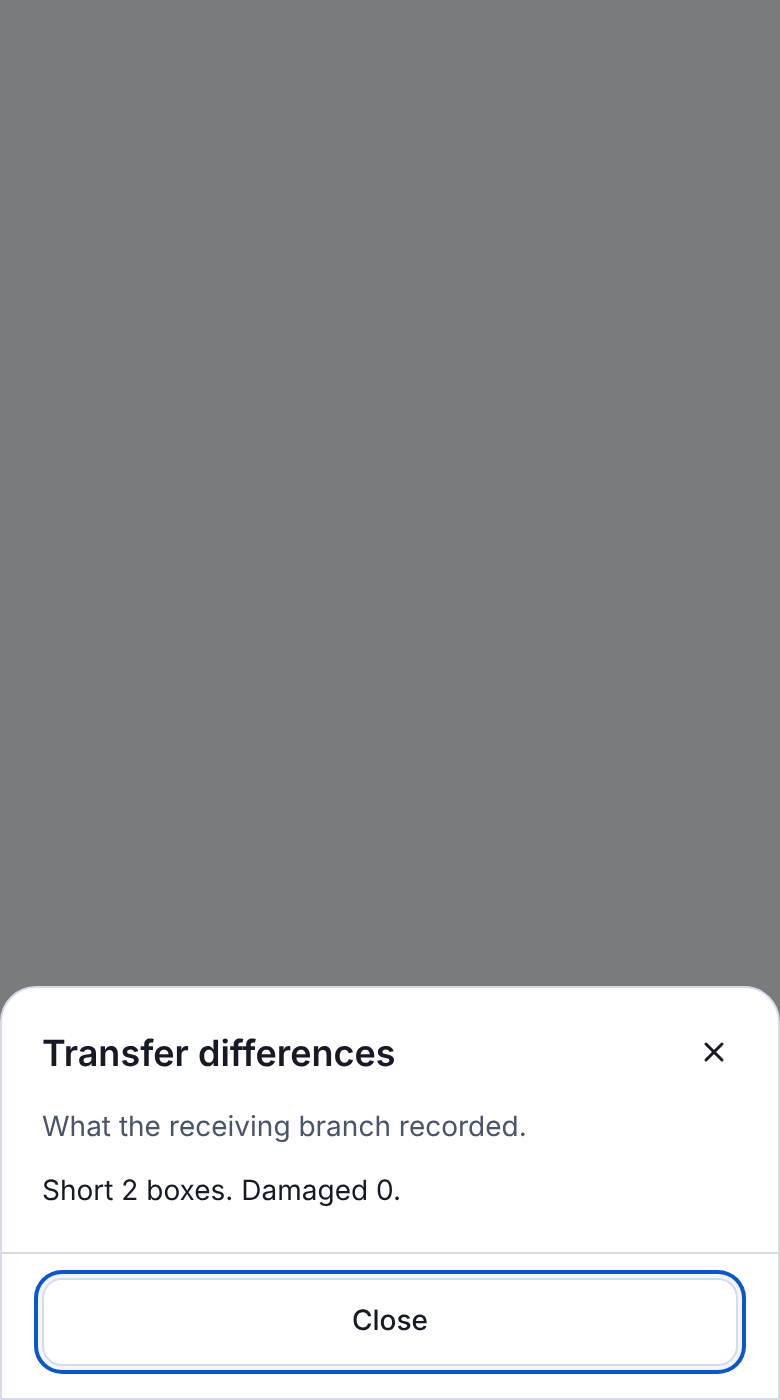 Transfer differences
What the receiving branch recorded.
Short 2 boxes. Damaged 0.
Close